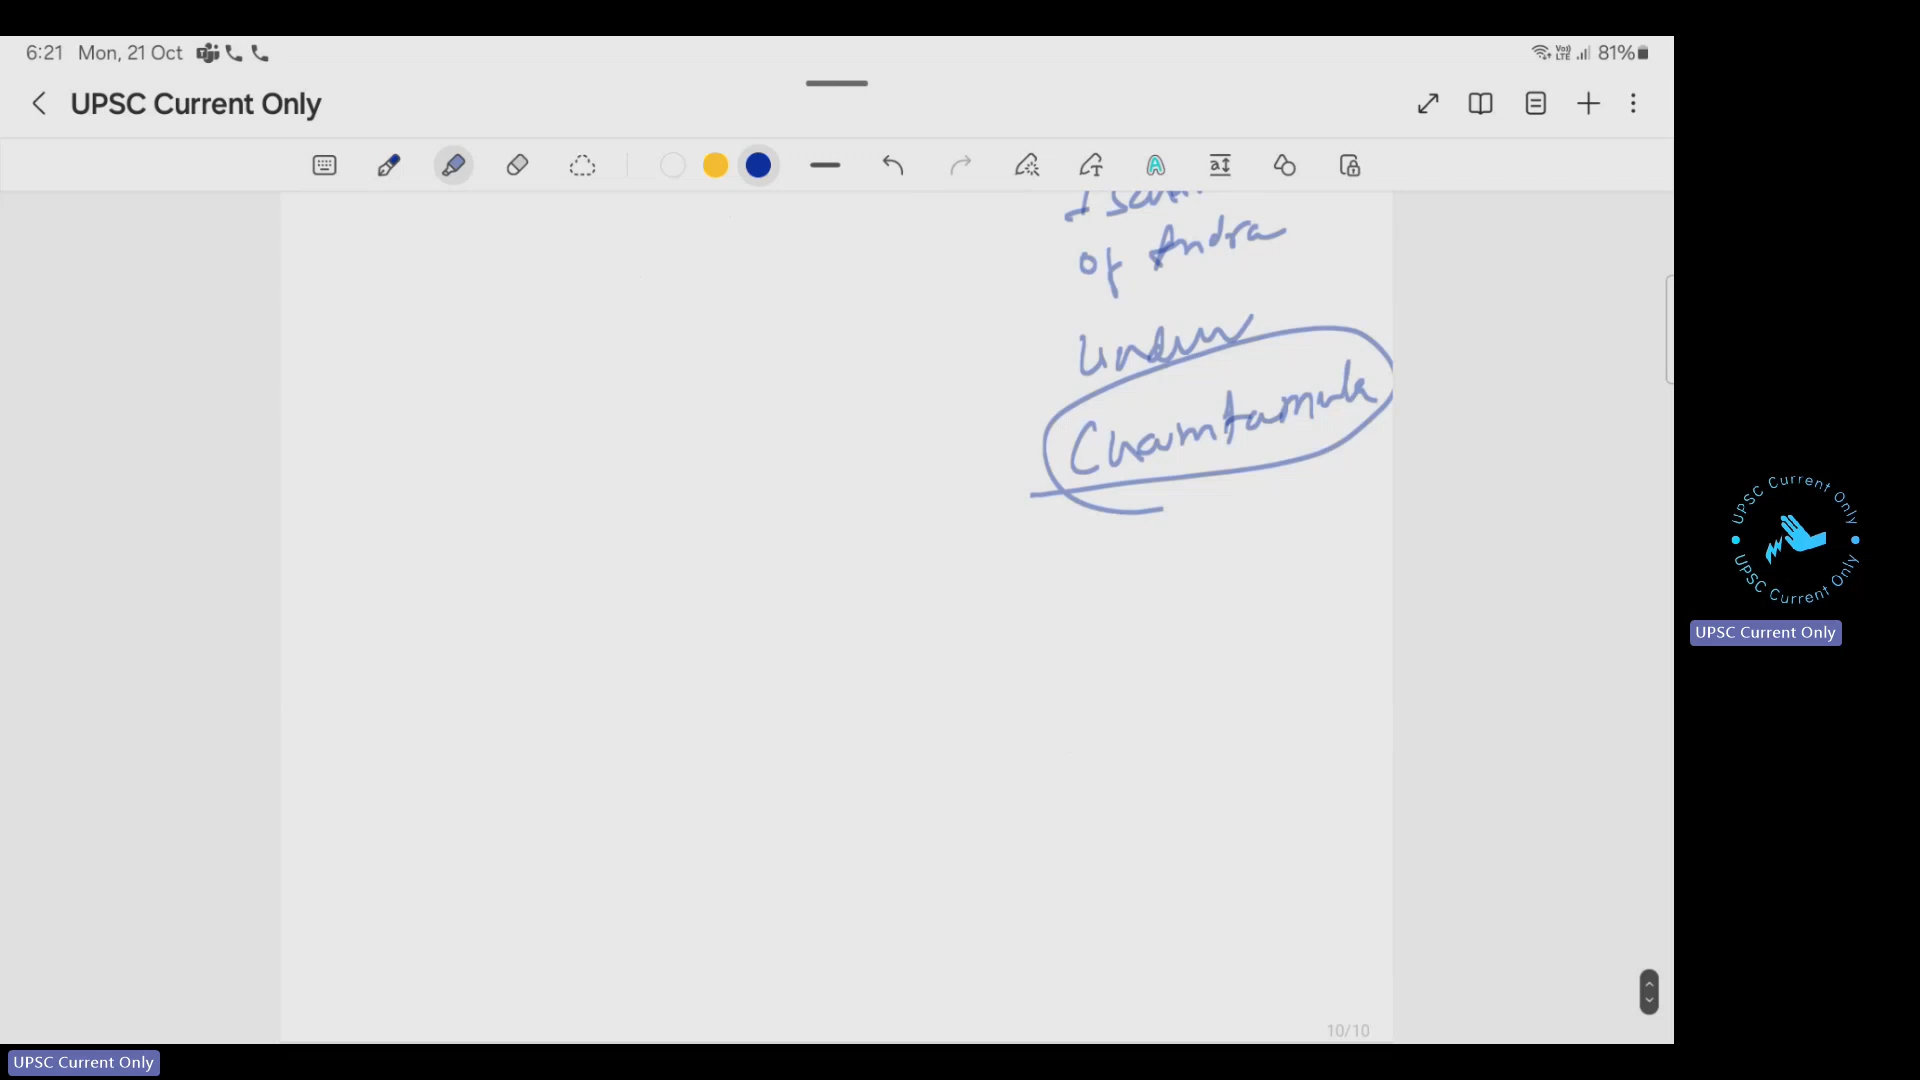 6:21 Mon, 21 Oct
81%
UPSC Current Only
of Andra
Under
Chamtamula
10/10
UPSC Current Only
UPSC Current Only
UPSC Current Only
UPSC Current Only